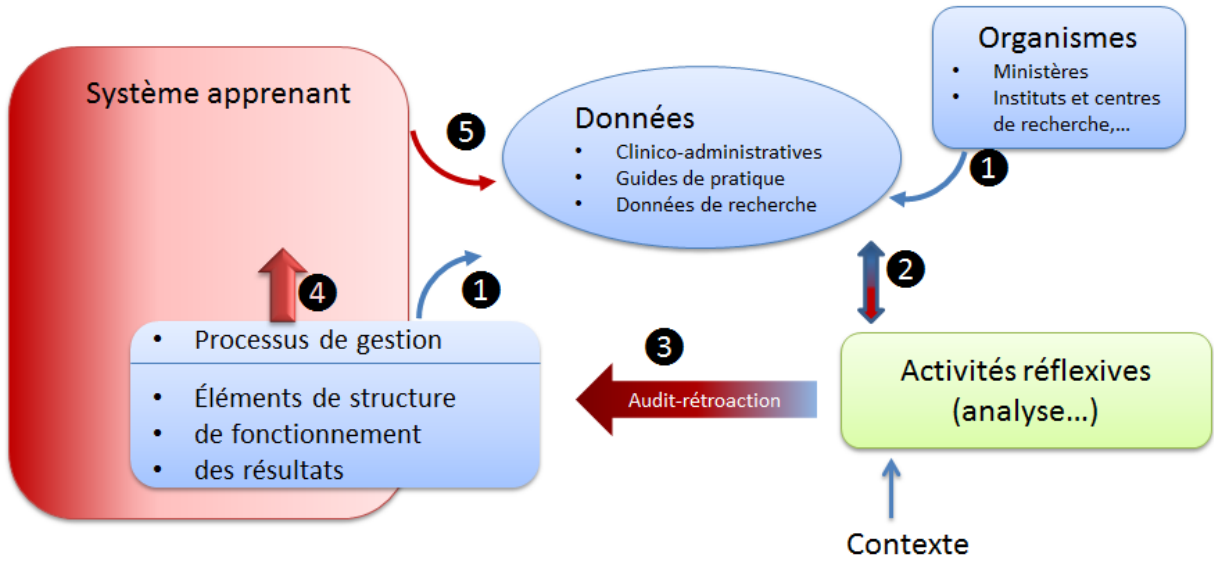 Organismes
• Ministères
• Instituts et centres
de recherche,...
Système apprenant
Données
• Clinico-administratives
• Guides de pratique
• Données de recherche
5
1
2
4
1
3
• Processus de gestion
• Éléments de structure
• de fonctionnement
• des résultats
Audit-rétroaction
Activités réflexives
(analyse...)
Contexte